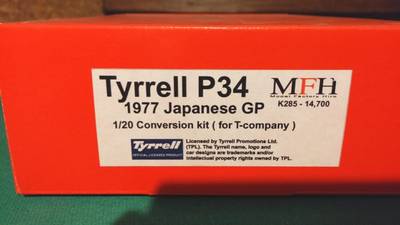 Tyrrell P34
MFH
Model Factory Hiro
1977 Japanese GP
K285 - 14,700
1/20 Conversion kit ( for T-company )
Tyrrell
OFFICIAL LICENSED PRODUCT
Licensed by Tyrrell Promotions Ltd.
(TPL). The Tyrrell name, logo and
car designs are trademarks and/or
intellectual property rights owned by TPL.